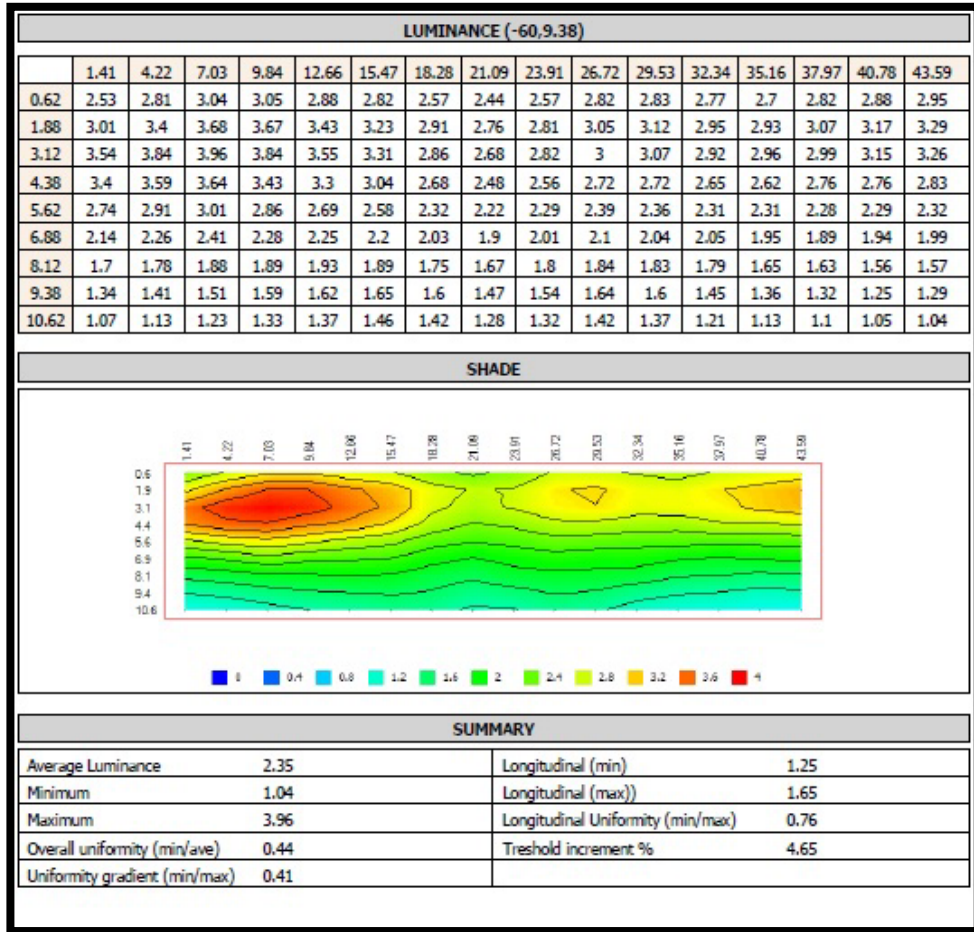 LUMINANCE (-60,9.38)
1.41 4.22 7.03 9.84 12.66 15.47 18.28 21.09 23.91 26.72 29.53 32.34 35.16 37.97 40.78 43.59
0.62 2.53 2.81 3.04 3.05 2.88 2.82 2.57 2.44 2.57 2.82 2.83 2.77 2.7 2.82 2.88 2.95
1.88 3.01 3.4 3.68 3.67 3.43 3.23 2.91 2.76 2.81 3.05 3.12 2.95 2.93 3.07 3.17 3.29
3.12 3.54 3.84 3.96 3.84 3.55 3.31 2.86 2.68 2.82 3 3.07 2.92 2.96 2.99 3.15 3.26
4.38 3.4 3.59 3.64 3.43 3.3 3.04 2.68 2.48 2.56 2.72 2.72 2.65 2.62 2.76 2.76 2.83
5.62 2.74 2.91 3.01 2.86 2.69 2.58 2.32 2.22 2.29 2.39 2.36 2.31 2.31 2.28 2.29 2.32
6.88 2.14 2.26 2.41 2.28 2.25 2.2 2.03 1.9 2.01 2.1 2.04 2.05 1.95 1.89 1.94 1.99
8.12 1.7 1.78 1.88 1.89 1.93 1.89 1.75 1.67 1.8 1.84 1.83 1.79 1.65 1.63 1.56 1.57
9.38 1.34 1.41 1.51 1.59 1.62 1.65 1.6 1.47 1.54 1.64 1.6 1.45 1.36 1.32 1.25 1.29
10.62 1.07 1.13 1.23 1.33 1.37 1.46 1.42 1.28 1.32 1.42 1.37 1.21 1.13 1.1 1.05 1.04
SHADE
1.41 4.22 7.03 9.84 12.66 15.47 18.28 21.09 23.91 26.72 29.53 32.34 35.16 37.97 40.78 43.59
0.6
1.9
3.1
4.4
5.6
6.9
8.1
9.4
10.6
0 0.4 0.8 1.2 1.6 2 2.4 2.8 3.2 3.6 4
SUMMARY
Average Luminance 2.35 Longitudinal (min) 1.25
Minimum 1.04 Longitudinal (max)) 1.65
Maximum 3.96 Longitudinal Uniformity (min/max) 0.76
Overall uniformity (min/ave) 0.44 Treshold increment % 4.65
Uniformity gradient (min/max) 0.41